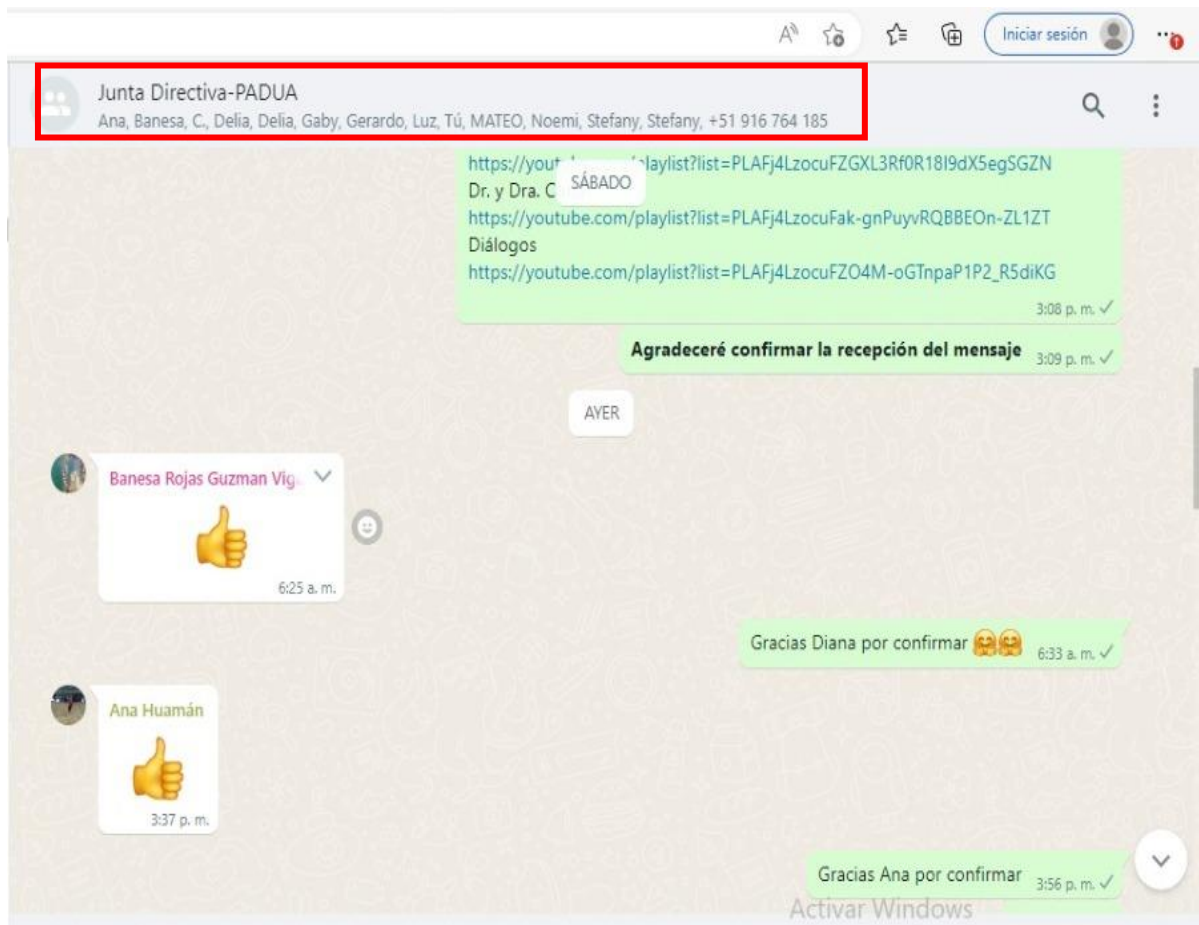 Iniciar sesión
Junta Directiva-PADUA
Ana, Banesa, C., Delia, Delia, Gaby, Gerardo, Luz, Tú, MATEO, Noemi, Stefany, Stefany, +51 916 764 185
SÁBADO
Dr. y Dra. C
https://youtube.com/playlist?list=PLAFj4LzocuFak-gnPuyvRQBBEOn-ZL1ZT
Diálogos
https://youtube.com/playlist?list=PLAFj4LzocuFZO4M-oGTnpaP1P2_R5diKG
3:08 p. m.
Agradeceré confirmar la recepción del mensaje 3:09 p. m.
AYER
Banesa Rojas Guzman Vig
6:25 a. m.
Gracias Diana por confirmar 6:33 a. m.
Ana Huamán
3:37 p. m.
Gracias Ana por confirmar 3:56 p. m.
Activar Windows